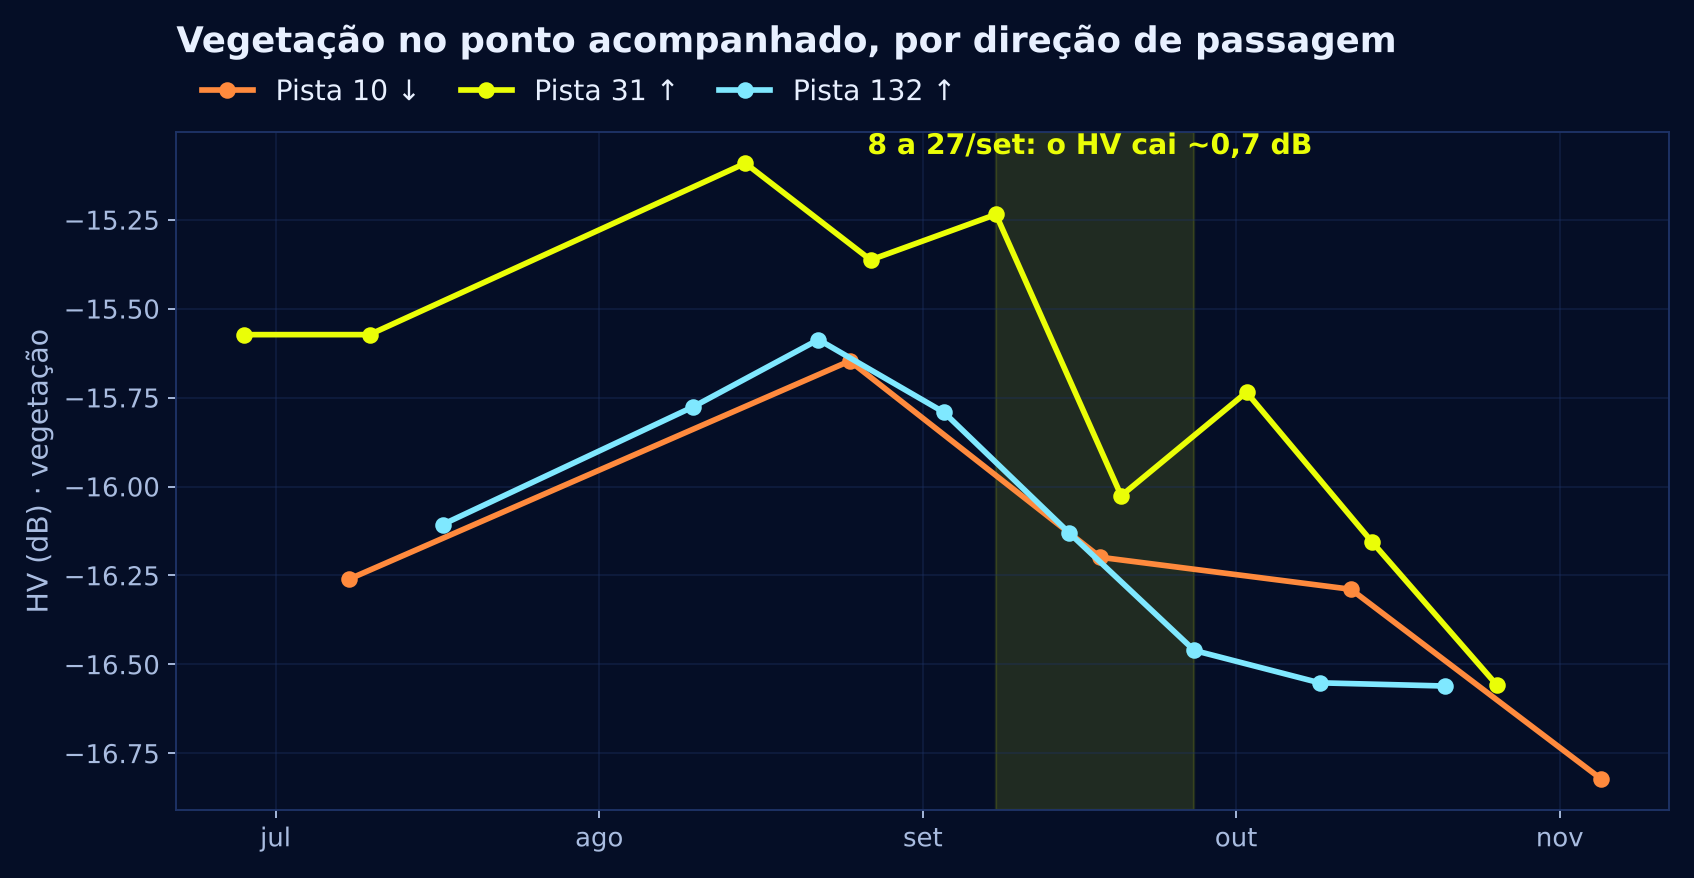 Vegetação no ponto acompanhado, por direção de passagem
Pista 10 ↓
Pista 31 ↑
Pista 132 ↑
8 a 27/set: o HV cai ~0,7 dB
−15.25
−15.50
−15.75
−16.00
−16.25
−16.50
−16.75
HV (dB) · vegetação
jul
ago
set
out
nov